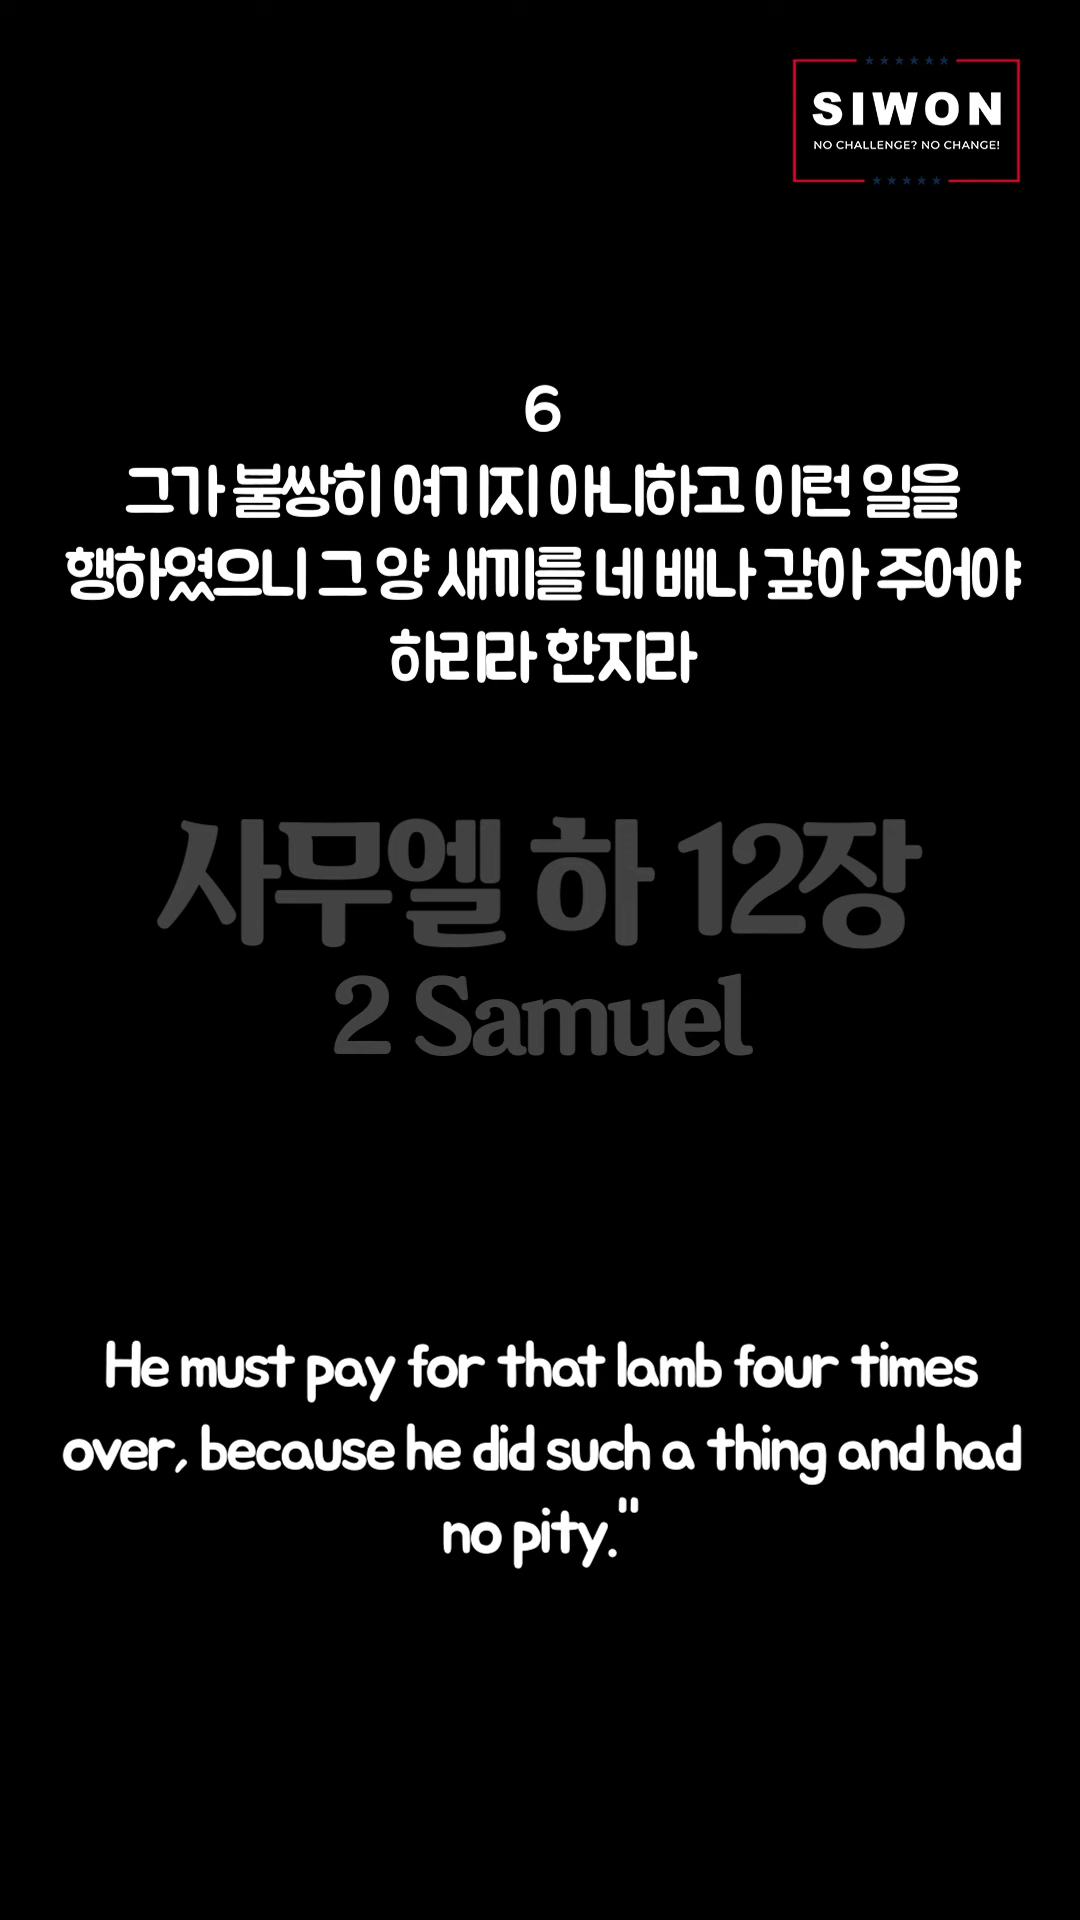 SIWON
NO CHALLENGE? NO CHANGE!
6
그가 불쌍히 여기지 아니하고 이런 일을
행하였으니 그 양 새끼를 네 배나 갚아 주어야
하리라 한지라
사무엘 하 12장
2 Samuel
He must pay for that lamb four times
over, because he did such a thing and had
no pity."